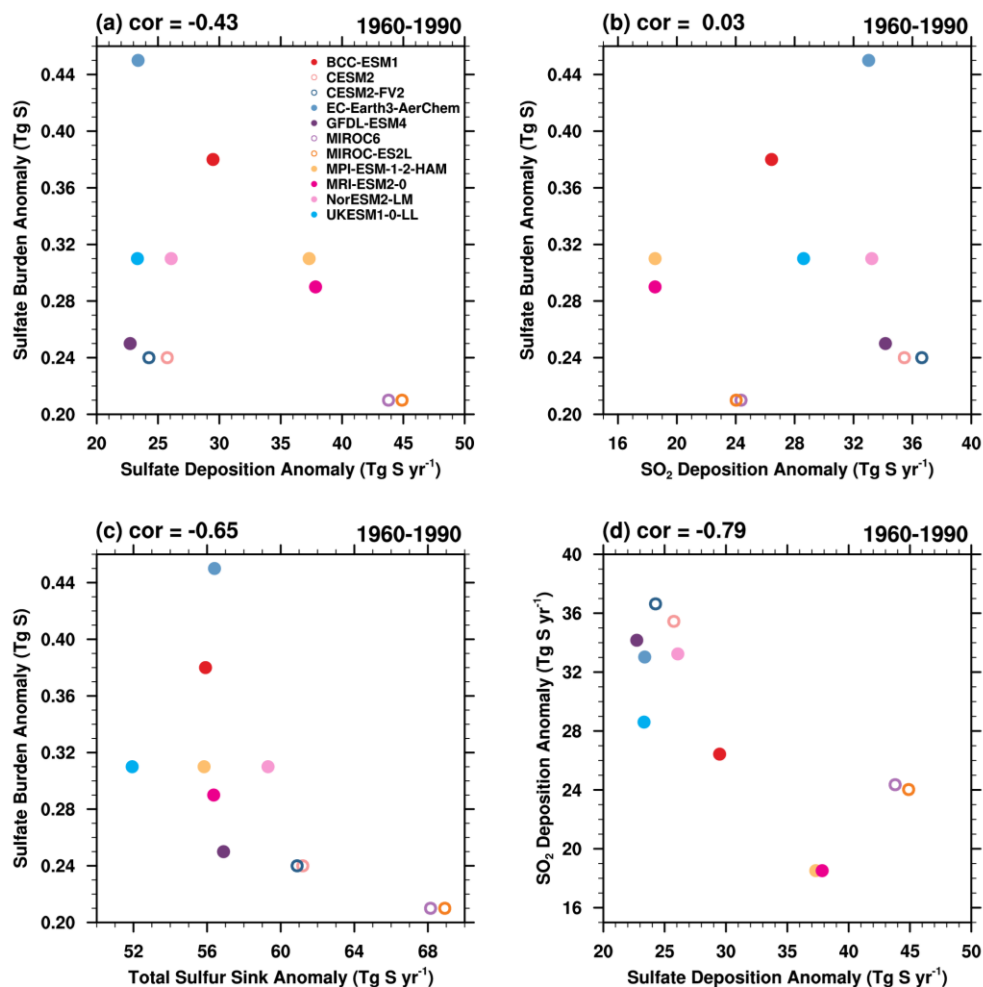 (a) cor = -0.43 1960-1990
Sulfate Burden Anomaly (Tg S)
0.44
0.40
0.36
0.32
0.28
0.24
0.20
BCC-ESM1
CESM2
CESM2-FV2
EC-Earth3-AerChem
GFDL-ESM4
MIROC6
MIROC-ES2L
MPI-ESM-1-2-HAM
MRI-ESM2-0
NorESM2-LM
UKESM1-0-LL
20 25 30 35 40 45 50
Sulfate Deposition Anomaly (Tg S yr⁻¹)
(b) cor = 0.03 1960-1990
Sulfate Burden Anomaly (Tg S)
0.44
0.40
0.36
0.32
0.28
0.24
0.20
16 20 24 28 32 36 40
SO₂ Deposition Anomaly (Tg S yr⁻¹)
(c) cor = -0.65 1960-1990
Sulfate Burden Anomaly (Tg S)
0.44
0.40
0.36
0.32
0.28
0.24
0.20
52 56 60 64 68
Total Sulfur Sink Anomaly (Tg S yr⁻¹)
(d) cor = -0.79 1960-1990
SO₂ Deposition Anomaly (Tg S yr⁻¹)
40
36
32
28
24
19
15
20 25 30 35 40 45 50
Sulfate Deposition Anomaly (Tg S yr⁻¹)